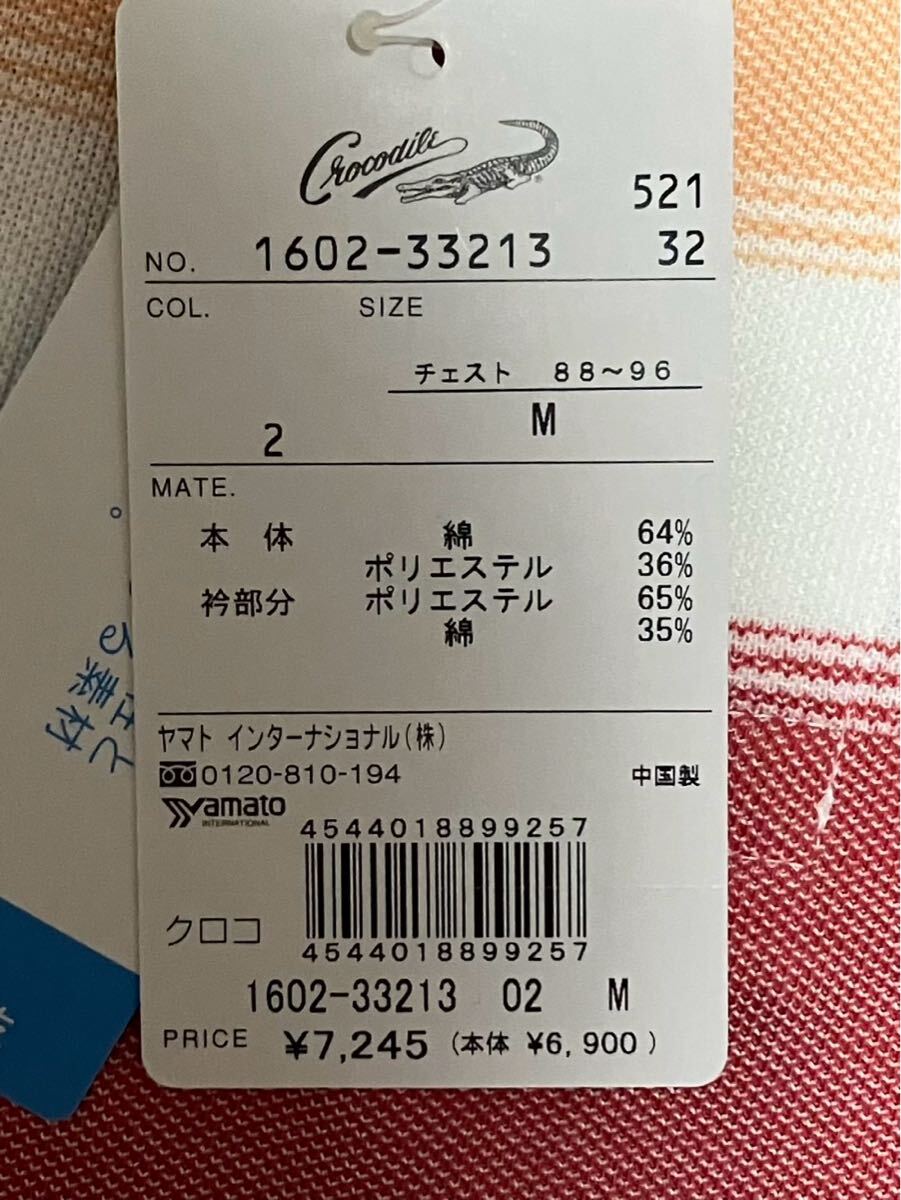 Crocodile
521
NO. 1602-33213 32
COL. SIZE
チェスト 88～96
2 M
MATE.
本体 綿 64%
ポリエステル 36%
衿部分 ポリエステル 65%
綿 35%
ヤマト インターナショナル(株)
0120-810-194 中国製
Yamato
INTERNATIONAL
4544018899257
クロコ
4544018899257
1602-33213 02 M
PRICE ¥7,245 (本体 ¥6,900)